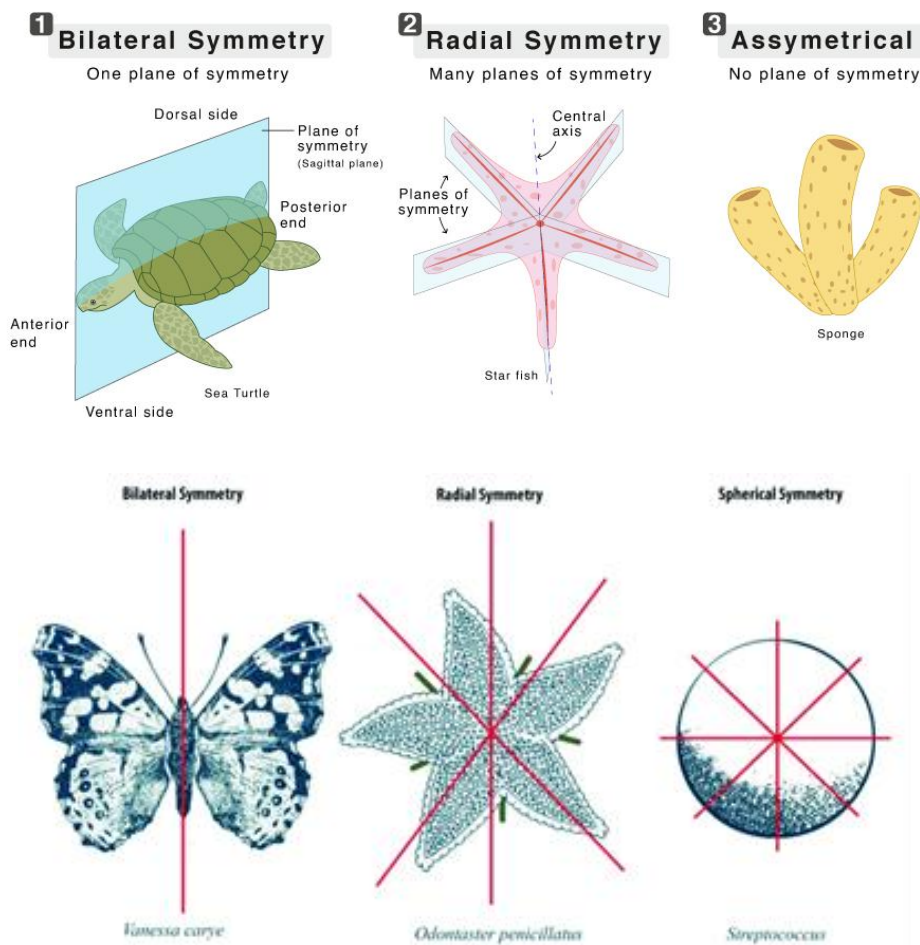 1 Bilateral Symmetry
One plane of symmetry
Dorsal side
Plane of
symmetry
(Sagittal plane)
Posterior
end
Anterior
end
Sea Turtle
Ventral side
2 Radial Symmetry
Many planes of symmetry
Central
axis
Planes of
symmetry
Star fish
3 Assymetrical
No plane of symmetry
Sponge
Bilateral Symmetry
Vanessa carye
Radial Symmetry
Odontaster penicillatus
Spherical Symmetry
Streptococcus